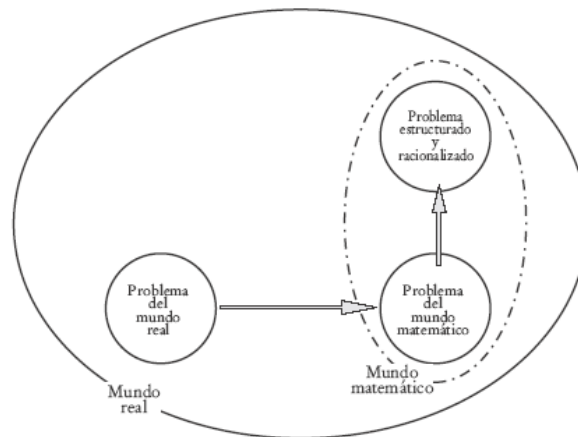 Problema
estructurado
y
racionalizado
Problema
del
mundo
real
Problema
del
mundo
matemático
Mundo
real
Mundo
matemático